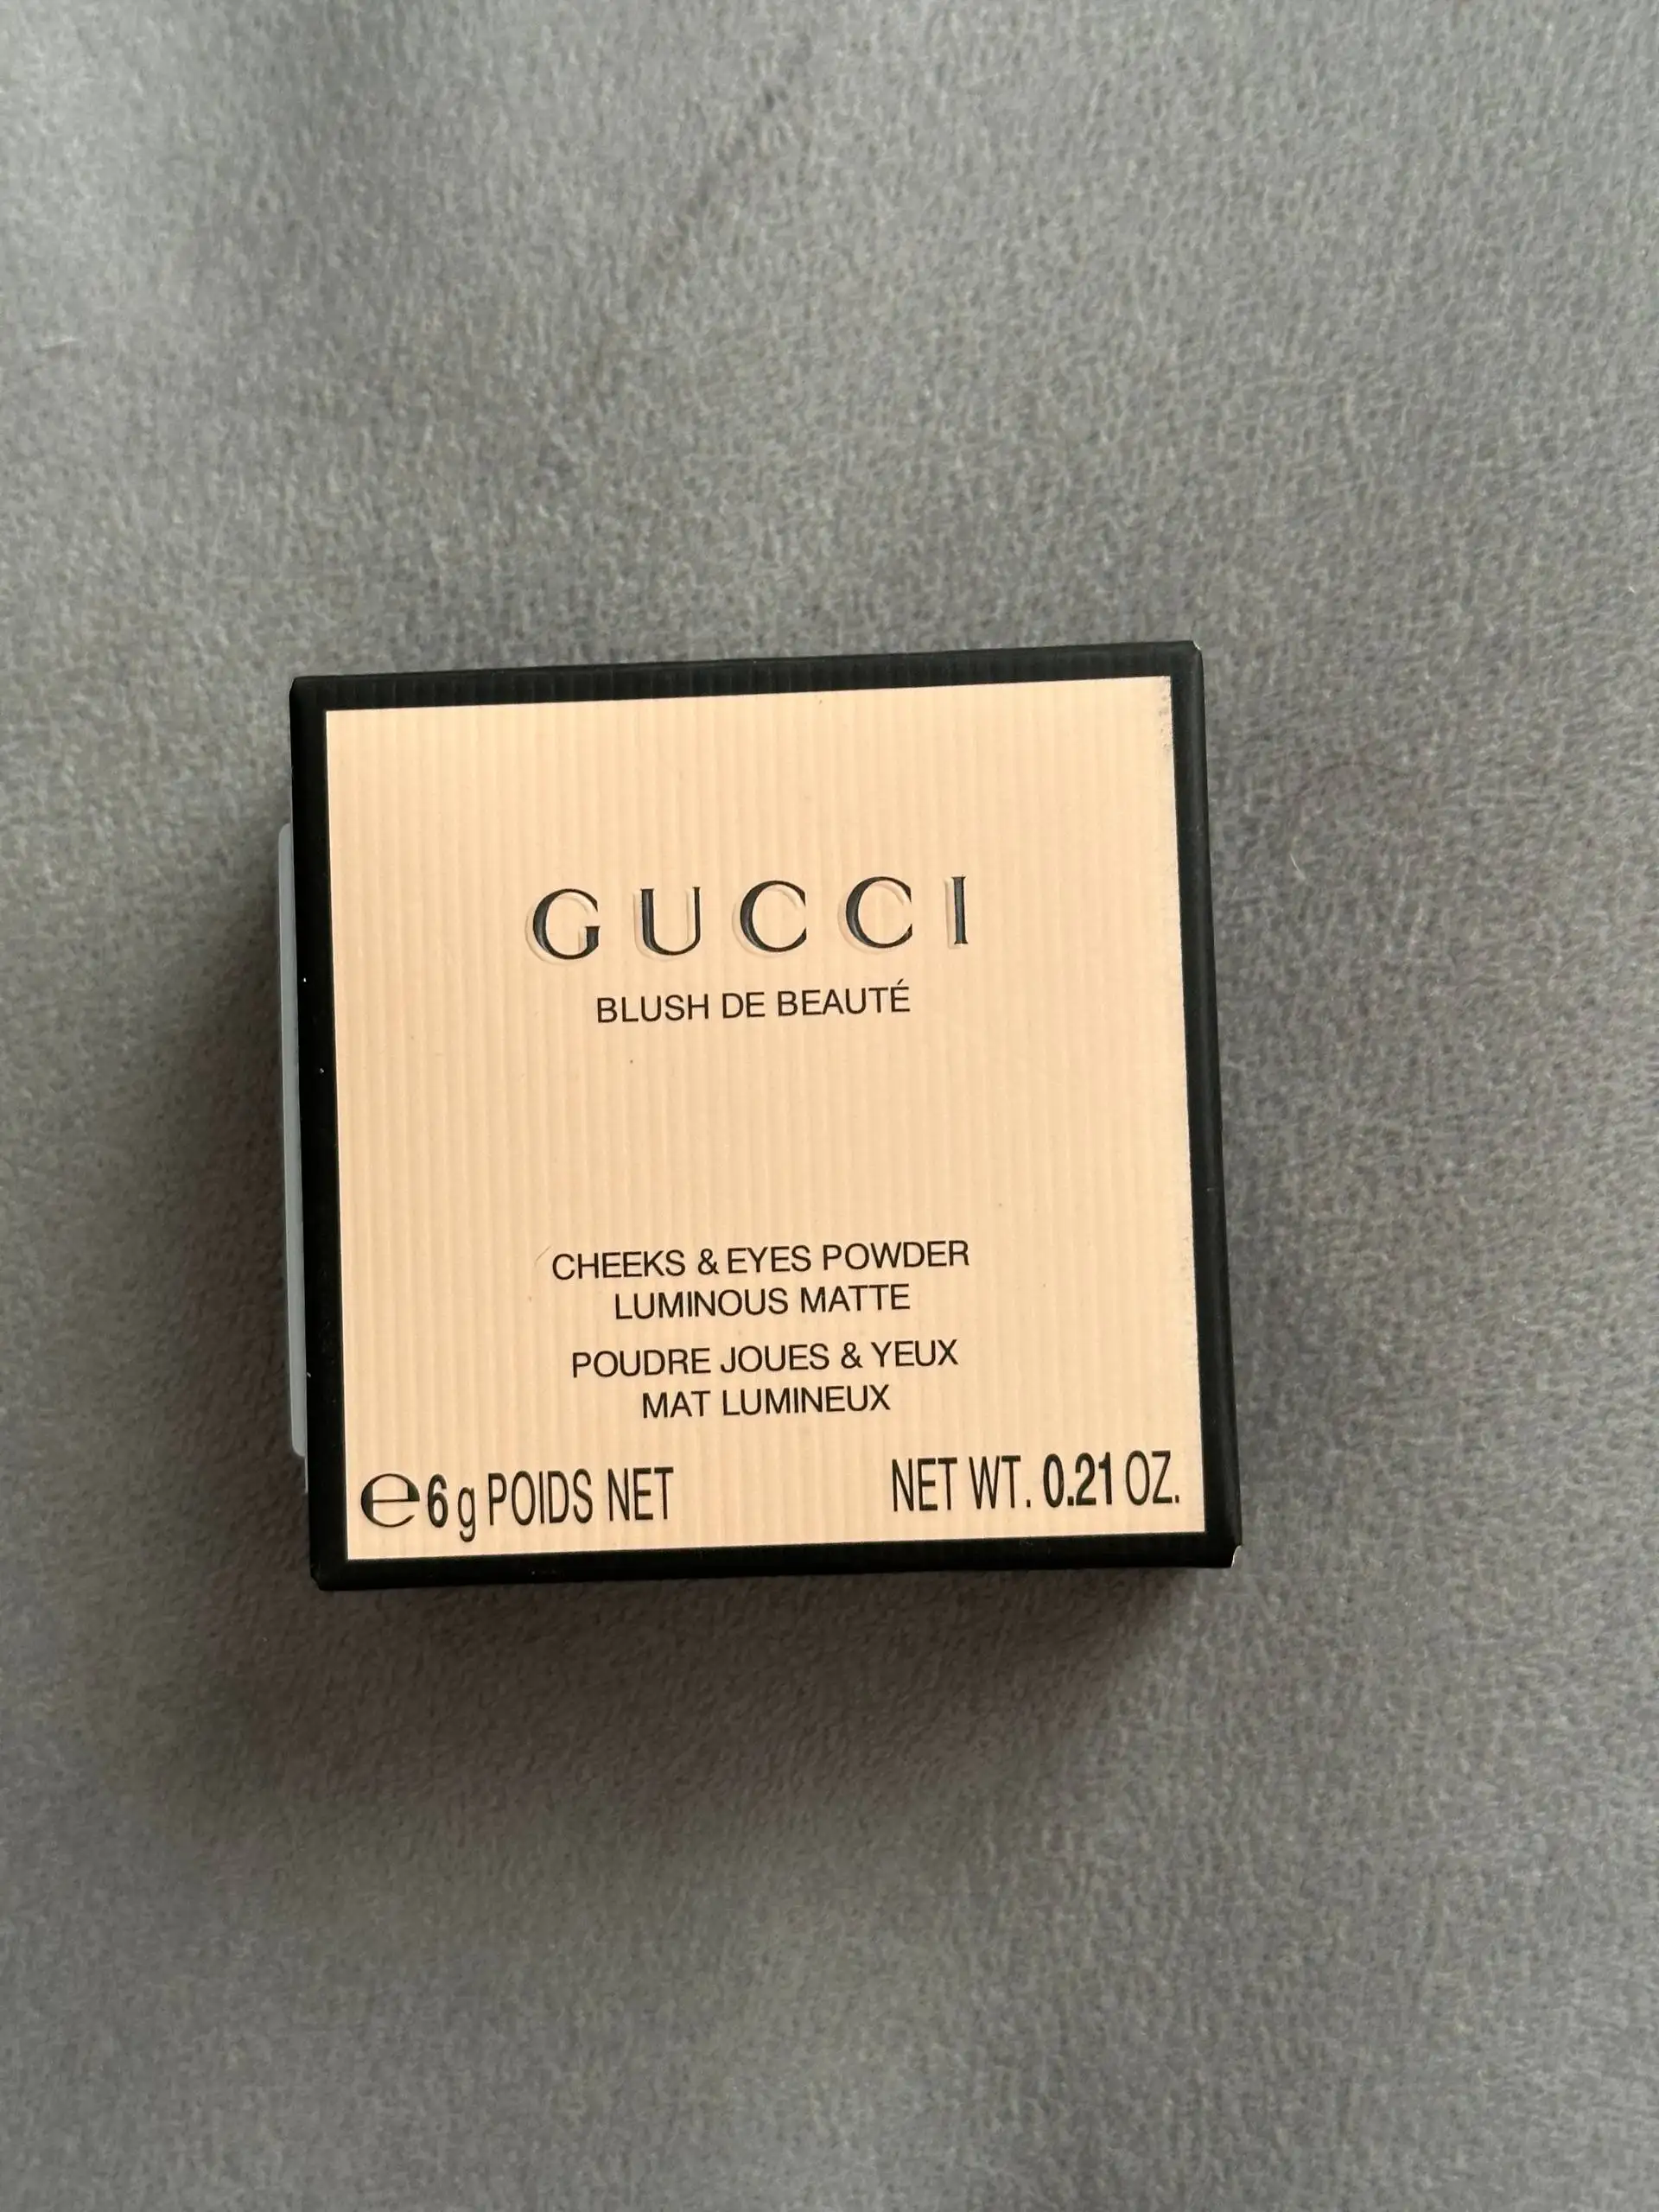 GUCCI
BLUSH DE BEAUTÉ
CHEEKS & EYES POWDER
LUMINOUS MATTE
POUDRE JOUES & YEUX
MAT LUMINEUX
℮6 g POIDS NET NET WT. 0.21 OZ.